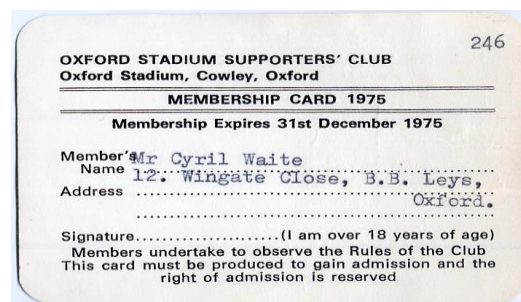 246
OXFORD STADIUM SUPPORTERS' CLUB
Oxford Stadium, Cowley, Oxford
MEMBERSHIP CARD 1975
Membership Expires 31st December 1975
Member's Name Mr Cyril Waite
Address 12. Wingate Close, B.B. Leys,
Oxford.
Signature......................(I am over 18 years of age)
Members undertake to observe the Rules of the Club
This card must be produced to gain admission and the
right of admission is reserved